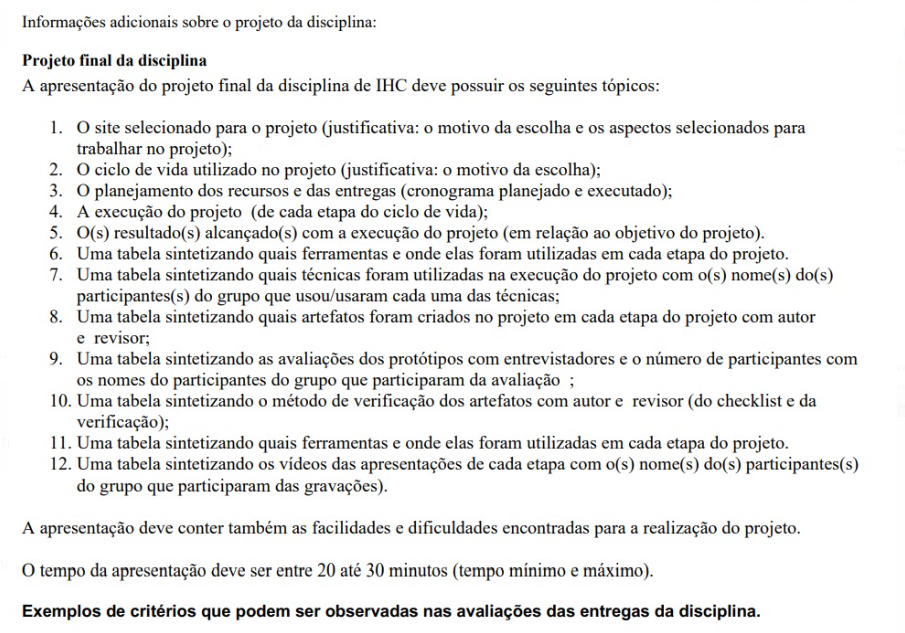 Informações adicionais sobre o projeto da disciplina:
Projeto final da disciplina
A apresentação do projeto final da disciplina de IHC deve possuir os seguintes tópicos:
1. O site selecionado para o projeto (justificativa: o motivo da escolha e os aspectos selecionados para
trabalhar no projeto);
2. O ciclo de vida utilizado no projeto (justificativa: o motivo da escolha);
3. O planejamento dos recursos e das entregas (cronograma planejado e executado);
4. A execução do projeto (de cada etapa do ciclo de vida);
5. O(s) resultado(s) alcançado(s) com a execução do projeto (em relação ao objetivo do projeto).
6. Uma tabela sintetizando quais ferramentas e onde elas foram utilizadas em cada etapa do projeto.
7. Uma tabela sintetizando quais técnicas foram utilizadas na execução do projeto com o(s) nome(s) do(s)
participantes(s) do grupo que usou/usaram cada uma das técnicas;
8. Uma tabela sintetizando quais artefatos foram criados no projeto em cada etapa do projeto com autor
e revisor;
9. Uma tabela sintetizando as avaliações dos protótipos com entrevistadores e o número de participantes com
os nomes do participantes do grupo que participaram da avaliação ;
10. Uma tabela sintetizando o método de verificação dos artefatos com autor e revisor (do checklist e da
verificação);
11. Uma tabela sintetizando quais ferramentas e onde elas foram utilizadas em cada etapa do projeto.
12. Uma tabela sintetizando os vídeos das apresentações de cada etapa com o(s) nome(s) do(s) participantes(s)
do grupo que participaram das gravações).
A apresentação deve conter também as facilidades e dificuldades encontradas para a realização do projeto.
O tempo da apresentação deve ser entre 20 até 30 minutos (tempo mínimo e máximo).
Exemplos de critérios que podem ser observadas nas avaliações das entregas da disciplina.